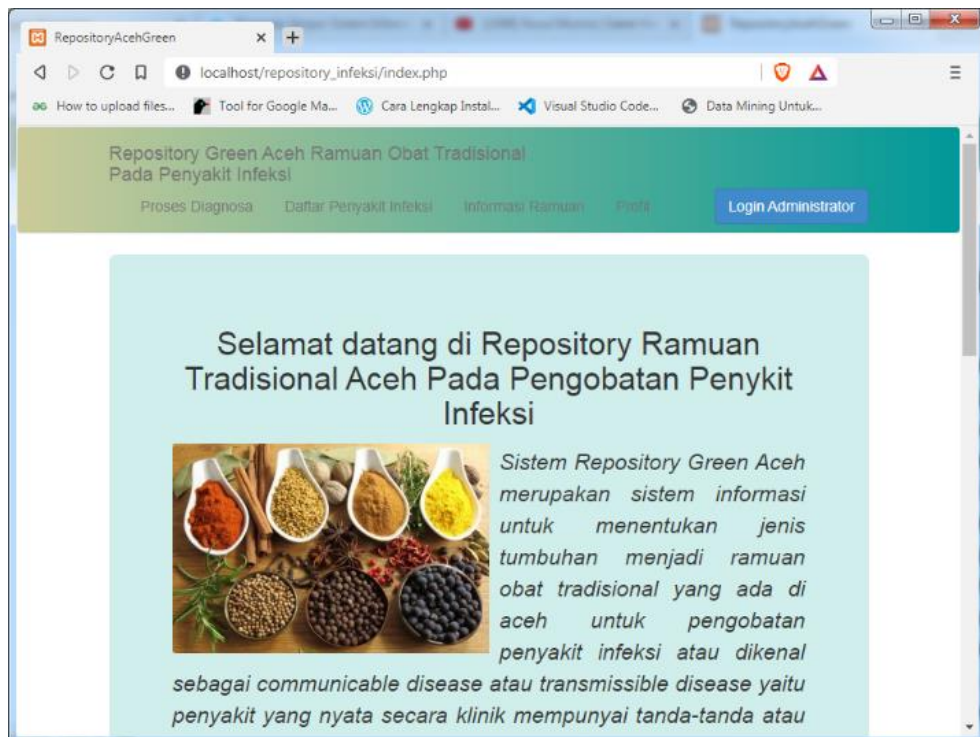 RepositoryAcehGreen
localhost/repository_infeksi/index.php
How to upload files... Tool for Google Ma... Cara Lengkap Instal... Visual Studio Code... Data Mining Untuk...
Repository Green Aceh Ramuan Obat Tradisional
Pada Penyakit Infeksi
Proses Diagnosa Daftar Penyakit Infeksi Informasi Ramuan Profil Login Administrator
Selamat datang di Repository Ramuan
Tradisional Aceh Pada Pengobatan Penykit
Infeksi
Sistem Repository Green Aceh
merupakan sistem informasi
untuk menentukan jenis
tumbuhan menjadi ramuan
obat tradisional yang ada di
aceh untuk pengobatan
penyakit infeksi atau dikenal
sebagai communicable disease atau transmissible disease yaitu
penyakit yang nyata secara klinik mempunyai tanda-tanda atau